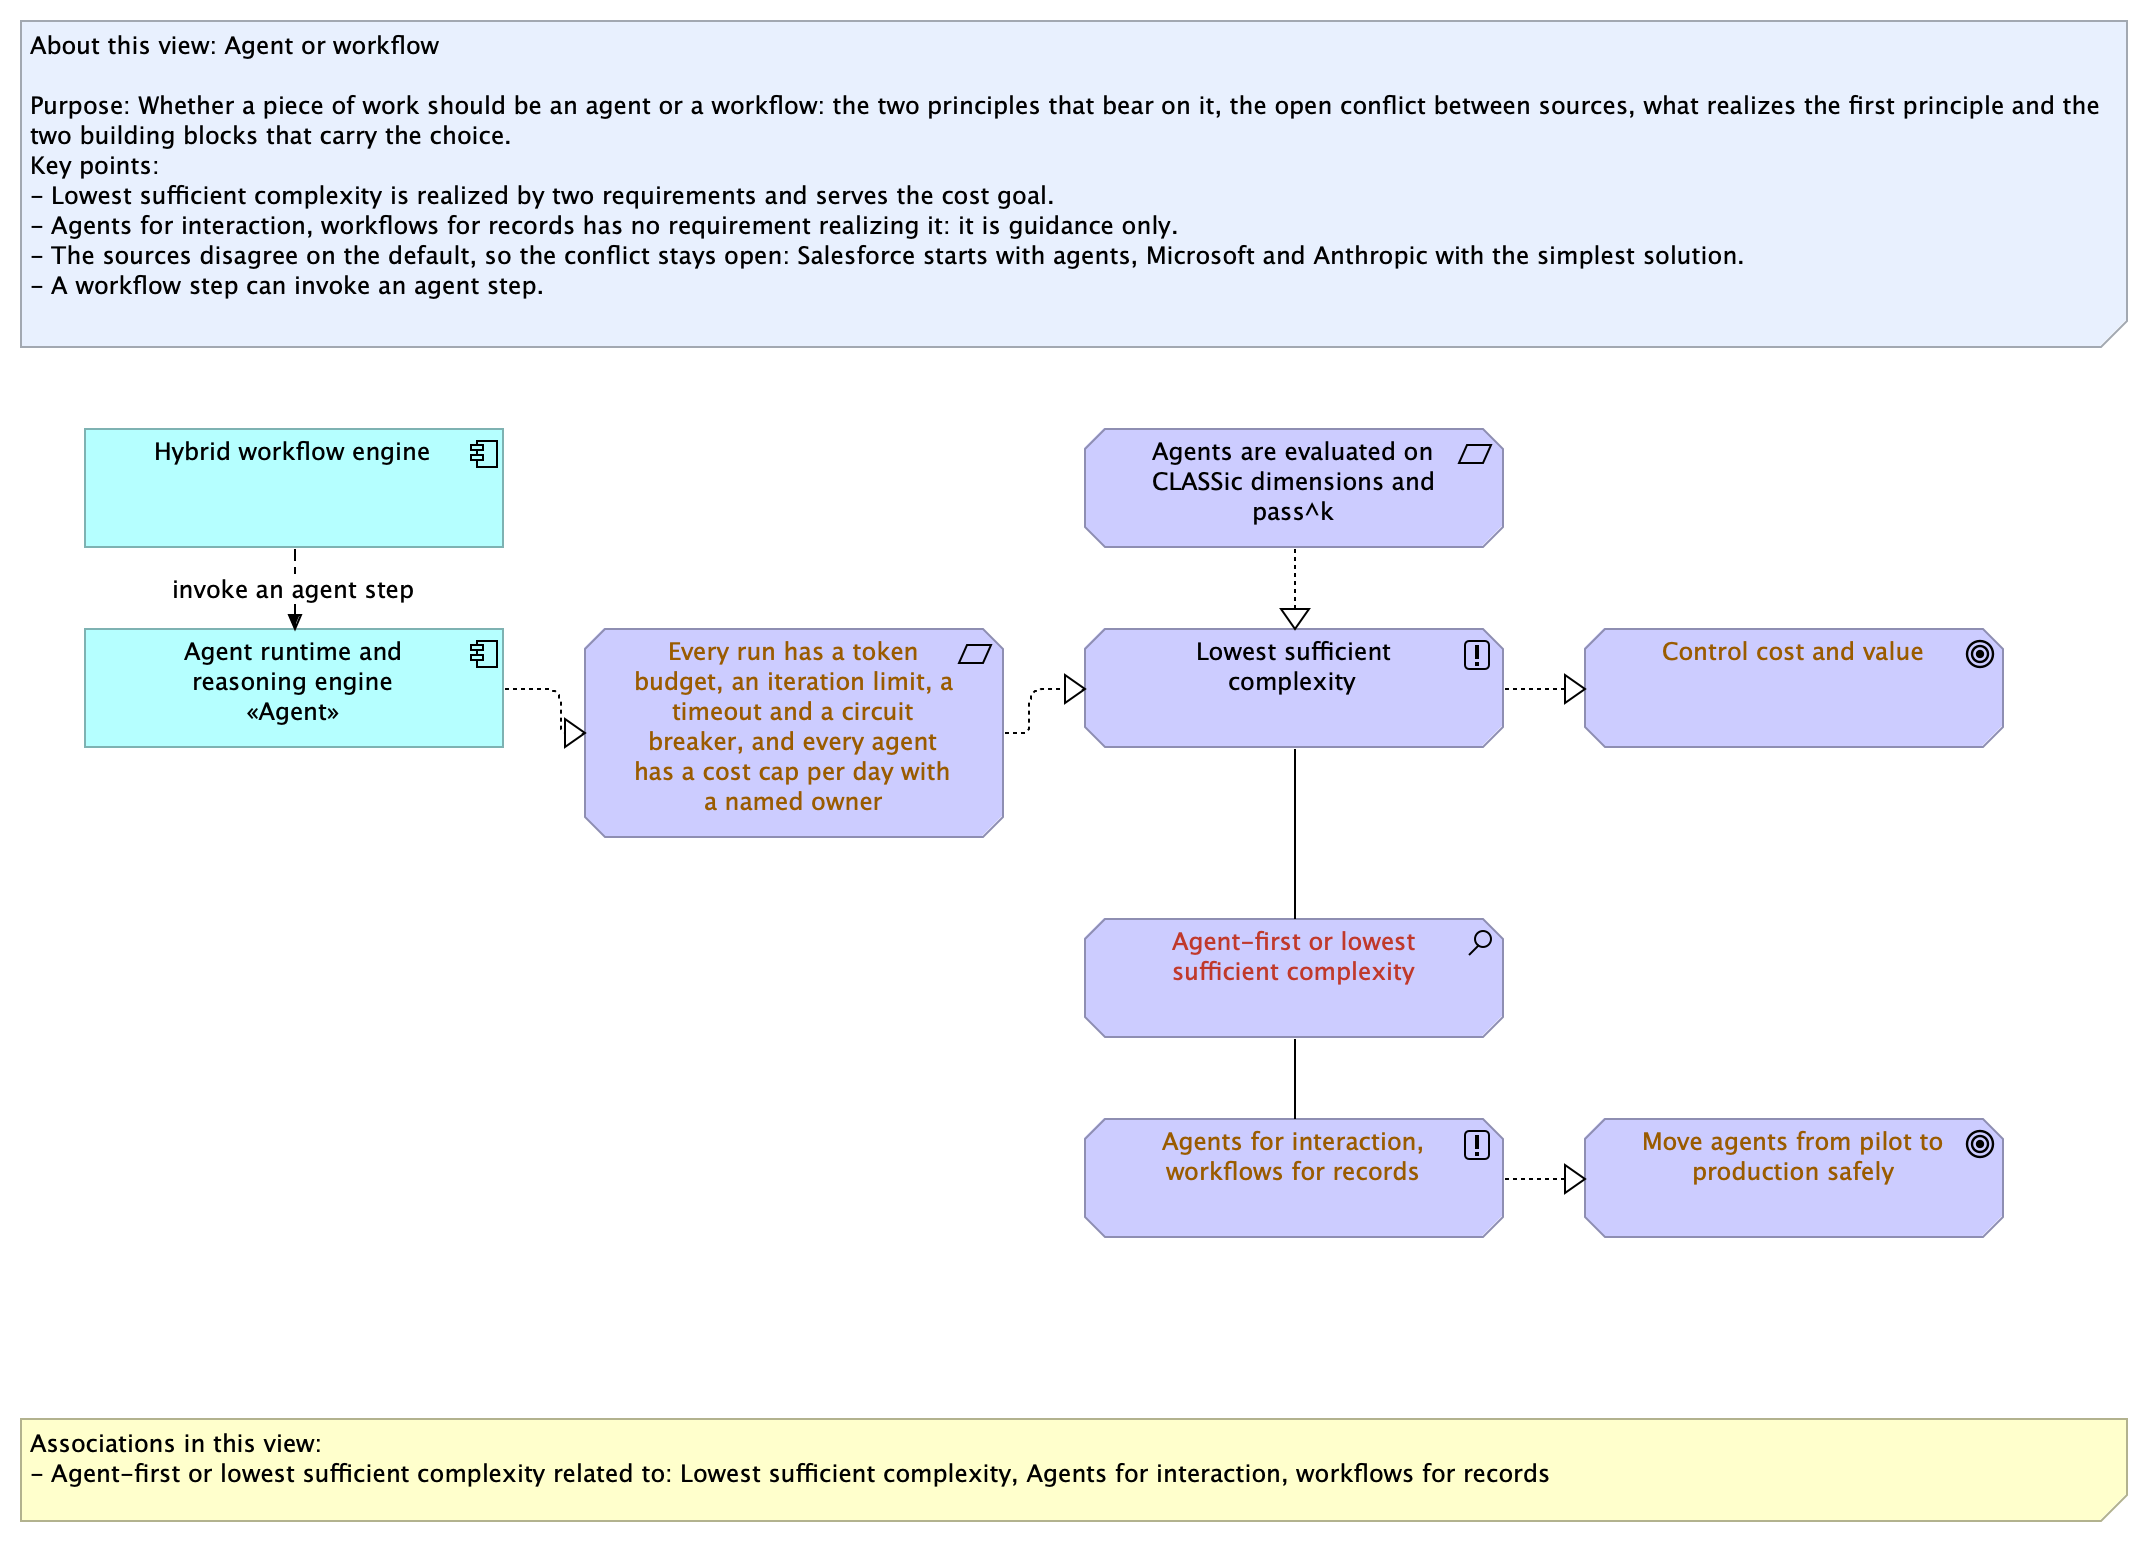 About this view: Agent or workflow
Purpose: Whether a piece of work should be an agent or a workflow: the two principles that bear on it, the open conflict between sources, what realizes the first principle and the
two building blocks that carry the choice.
Key points:
– Lowest sufficient complexity is realized by two requirements and serves the cost goal.
– Agents for interaction, workflows for records has no requirement realizing it: it is guidance only.
– The sources disagree on the default, so the conflict stays open: Salesforce starts with agents, Microsoft and Anthropic with the simplest solution.
– A workflow step can invoke an agent step.
Hybrid workflow engine
Agents are evaluated on
CLASSic dimensions and
pass^k
invoke an agent step
Agent runtime and
reasoning engine
«Agent»
Every run has a token
budget, an iteration limit, a
timeout and a circuit
breaker, and every agent
has a cost cap per day with
a named owner
Lowest sufficient
complexity
Control cost and value
Agent–first or lowest
sufficient complexity
Agents for interaction,
workflows for records
Move agents from pilot to
production safely
Associations in this view:
– Agent–first or lowest sufficient complexity related to: Lowest sufficient complexity, Agents for interaction, workflows for records